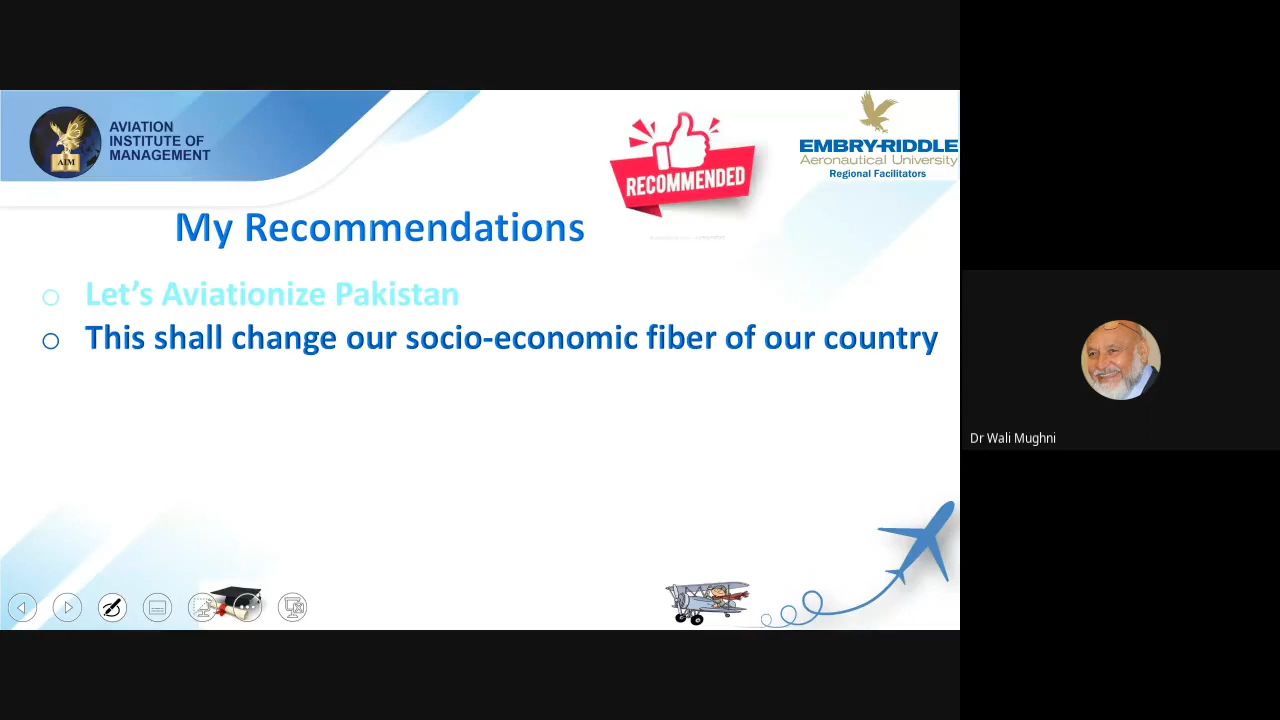 AVIATION
INSTITUTE OF
MANAGEMENT
AIM
RECOMMENDED
EMBRY-RIDDLE
Aeronautical University
Regional Facilitators
My Recommendations
Let’s Aviationize Pakistan
This shall change our socio-economic fiber of our country
Dr Wali Mughni